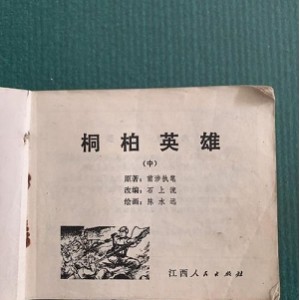 桐柏英雄
(中)
原著：前涉执笔
改编：石上流
绘画：陈水远
江西人民出版社